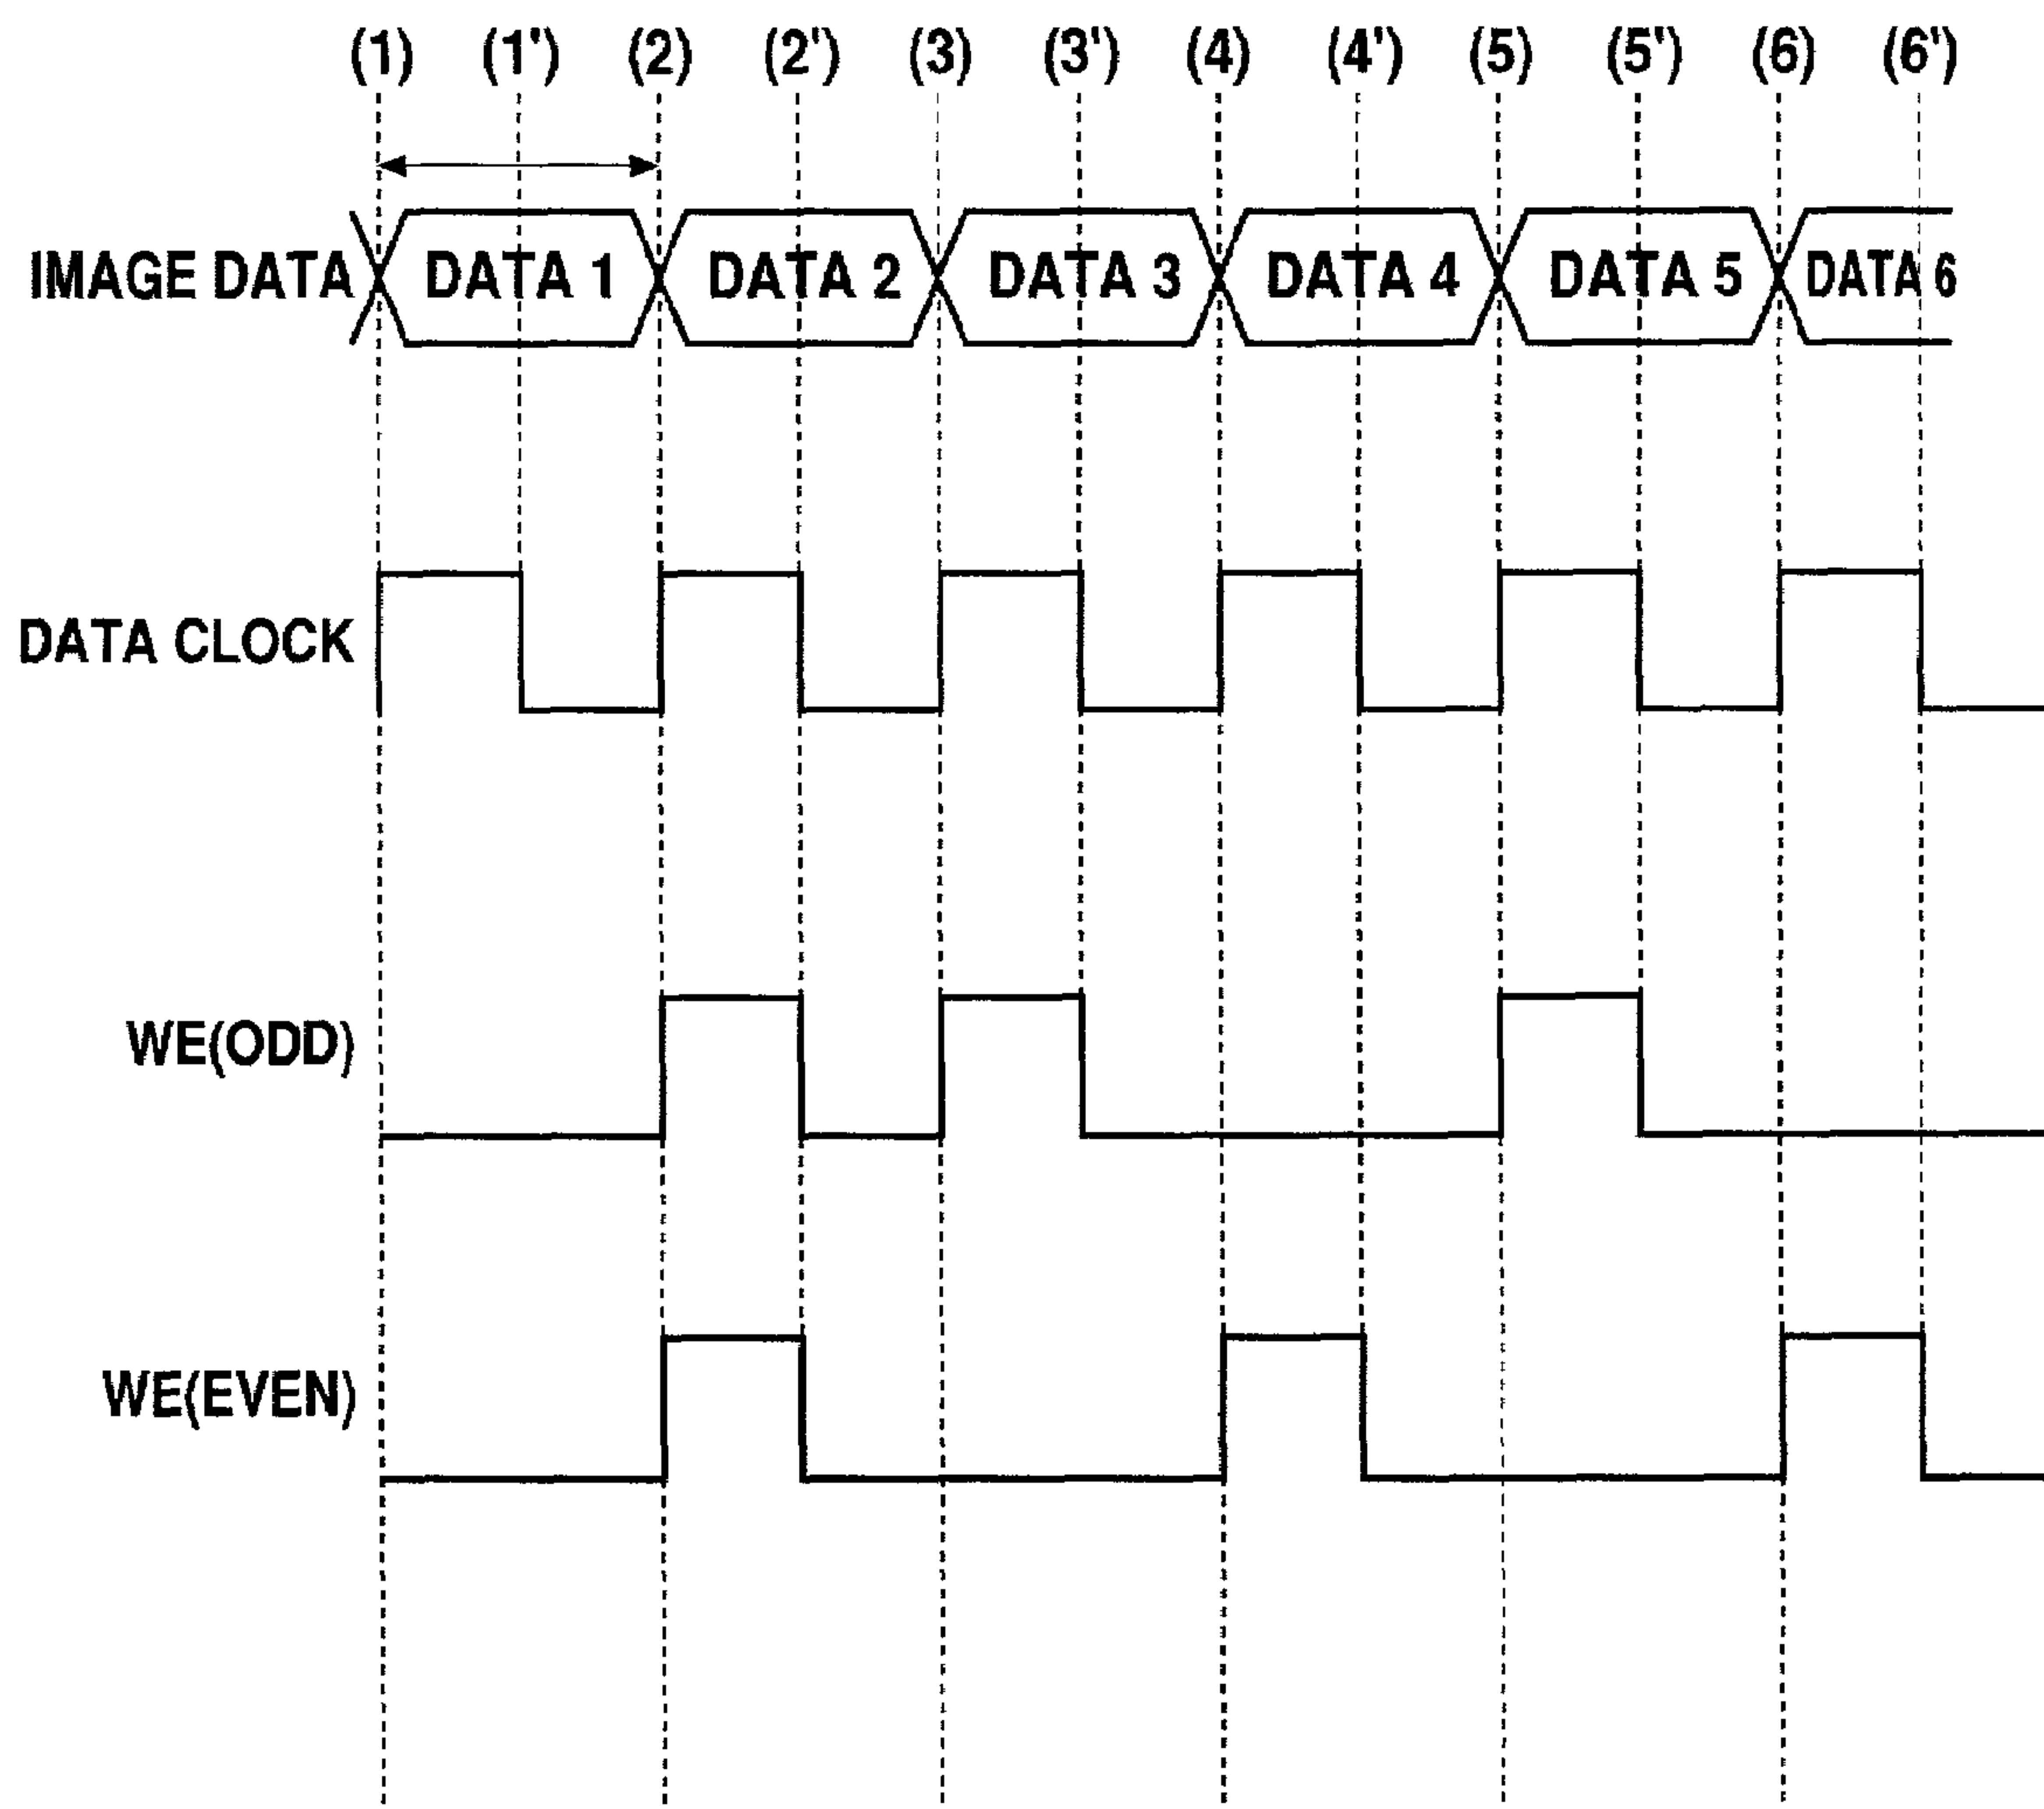 (1) (1') (2) (2') (3) (3') (4) (4') (5) (5') (6) (6')
IMAGE DATA DATA 1 DATA 2 DATA 3 DATA 4 DATA 5 DATA 6
DATA CLOCK
WE(ODD)
WE(EVEN)